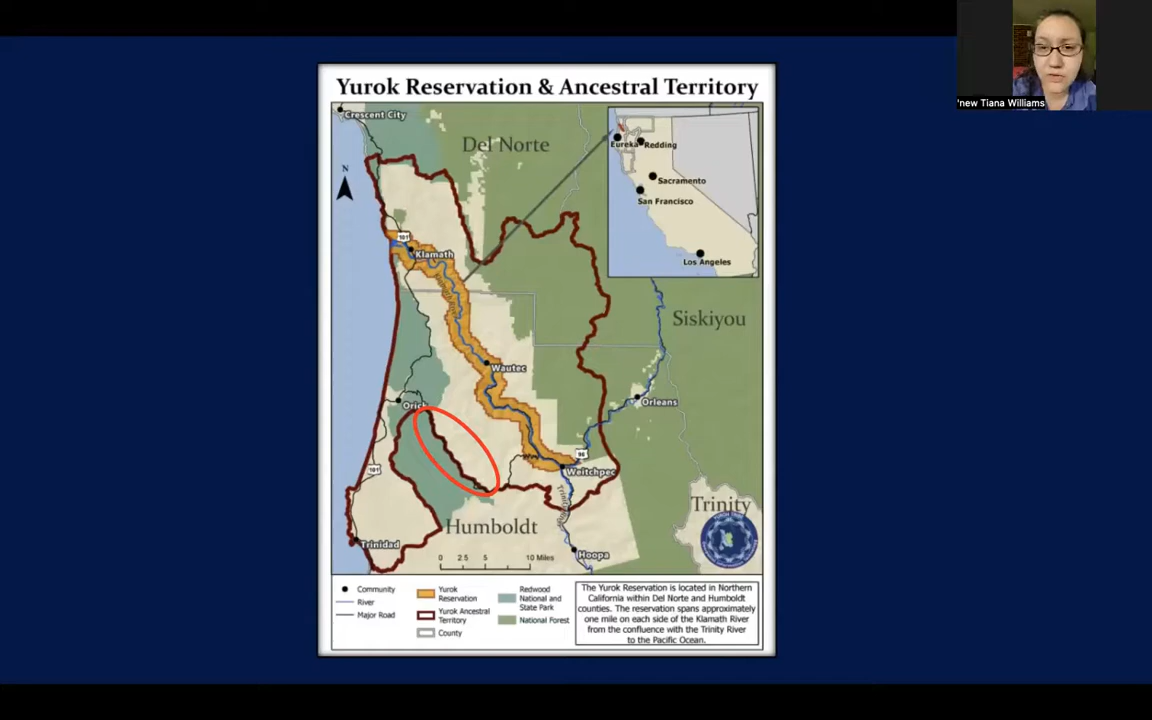 'new Tiana Williams
Yurok Reservation & Ancestral Territory
Crescent City
Del Norte
N
Eureka
Redding
Sacramento
San Francisco
Los Angeles
101
Klamath
Siskiyou
Wautec
Orick
Orleans
96
101
Weitchpec
Trinity
Humboldt
Trinidad
Hoopa
0 2.5 5 10 Miles
Community
River
Major Road
Yurok
Reservation
Yurok Ancestral
Territory
County
Redwood
National and
State Park
National Forest
The Yurok Reservation is located in Northern
California within Del Norte and Humboldt
counties. The reservation spans approximately
one mile on each side of the Klamath River
from the confluence with the Trinity River
to the Pacific Ocean.